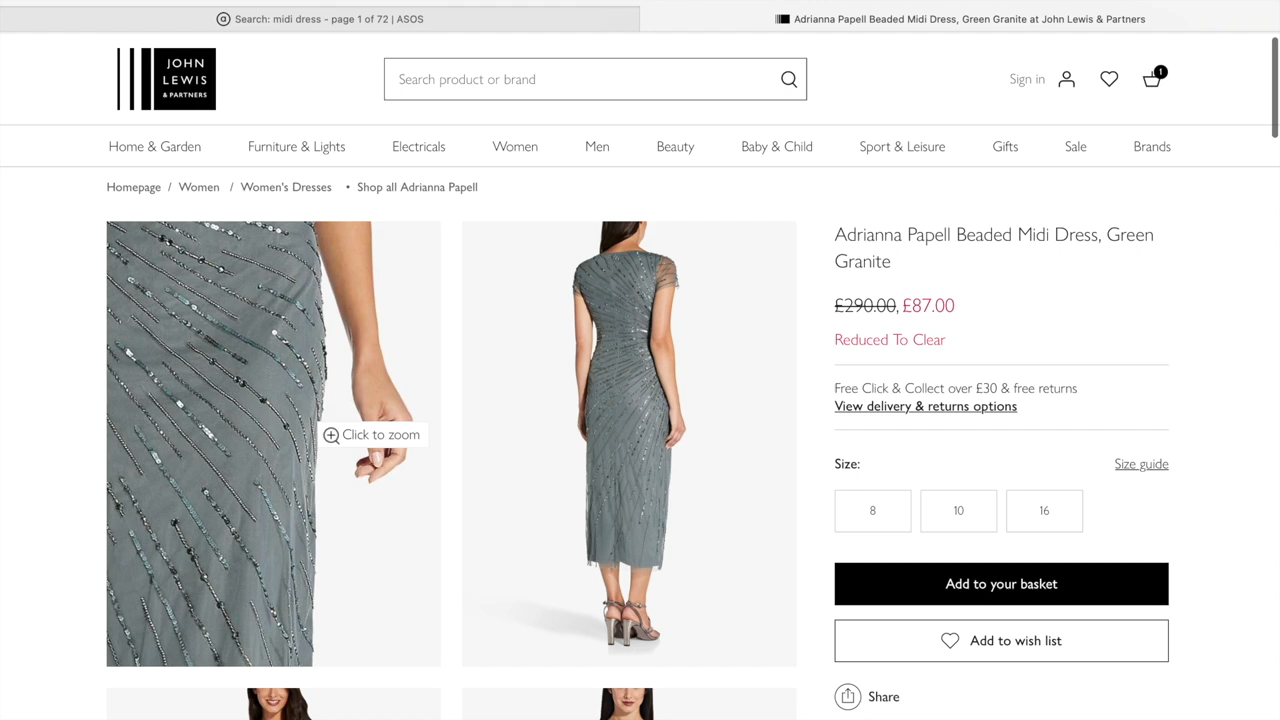 Search: midi dress - page 1 of 72 | ASOS
Adrianna Papell Beaded Midi Dress, Green Granite at John Lewis & Partners
JOHN
LEWIS
& PARTNERS
Search product or brand
Sign in
1
Home & Garden
Furniture & Lights
Electricals
Women
Men
Beauty
Baby & Child
Sport & Leisure
Gifts
Sale
Brands
Homepage / Women / Women's Dresses • Shop all Adrianna Papell
Click to zoom
Adrianna Papell Beaded Midi Dress, Green
Granite
£290.00, £87.00
Reduced To Clear
Free Click & Collect over £30 & free returns
View delivery & returns options
Size:
Size guide
8
10
16
Add to your basket
Add to wish list
Share